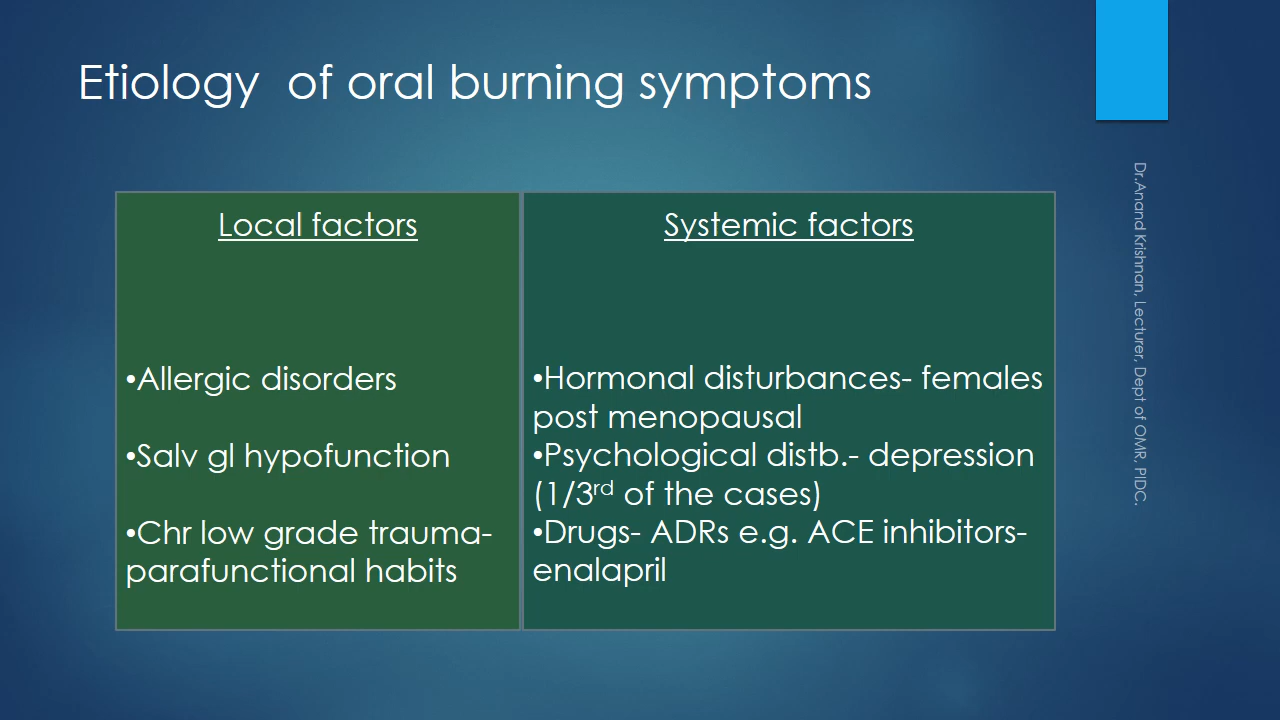 Etiology  of oral burning symptoms
Local factors
•Allergic disorders
•Salv gl hypofunction
•Chr low grade trauma-
parafunctional habits
Systemic factors
•Hormonal disturbances- females
post menopausal
•Psychological distb.- depression
(1/3rd of the cases)
•Drugs- ADRs e.g. ACE inhibitors-
enalapril
Dr.Anand Krishnan, Lecturer, Dept of OMR, PIDC.